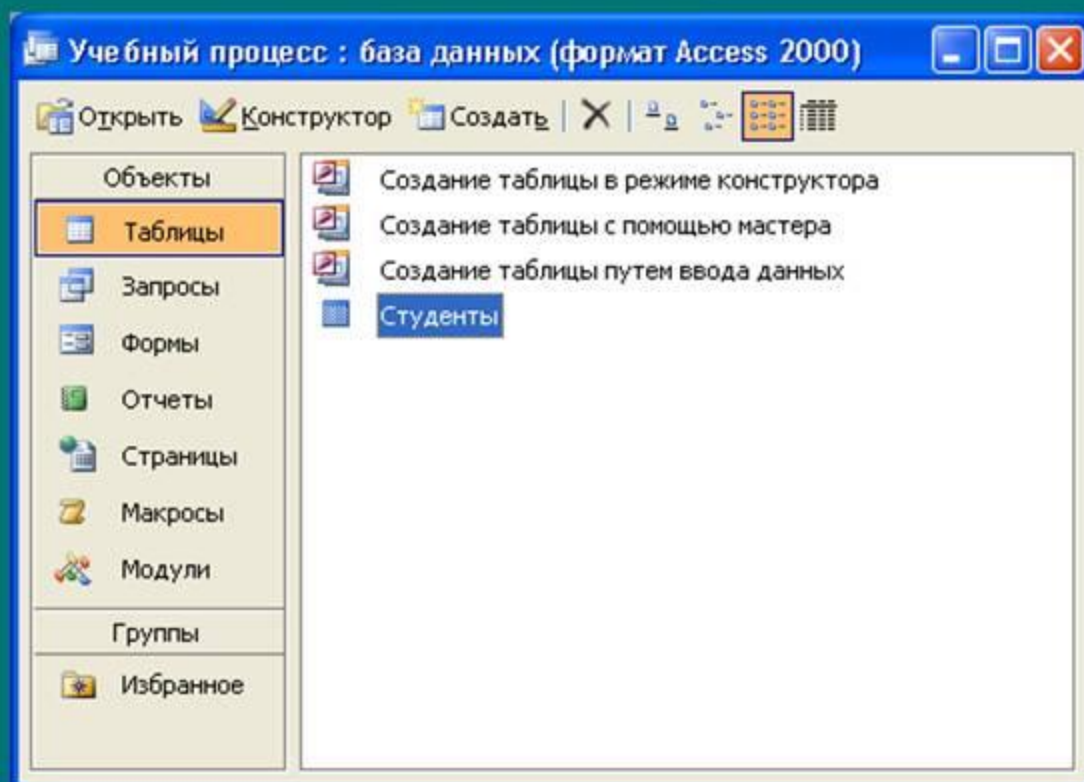 Учебный процесс : база данных (формат Access 2000)
Открыть Конструктор Создать
Объекты
Таблицы
Запросы
Формы
Отчеты
Страницы
Макросы
Модули
Группы
Избранное
Создание таблицы в режиме конструктора
Создание таблицы с помощью мастера
Создание таблицы путем ввода данных
Студенты